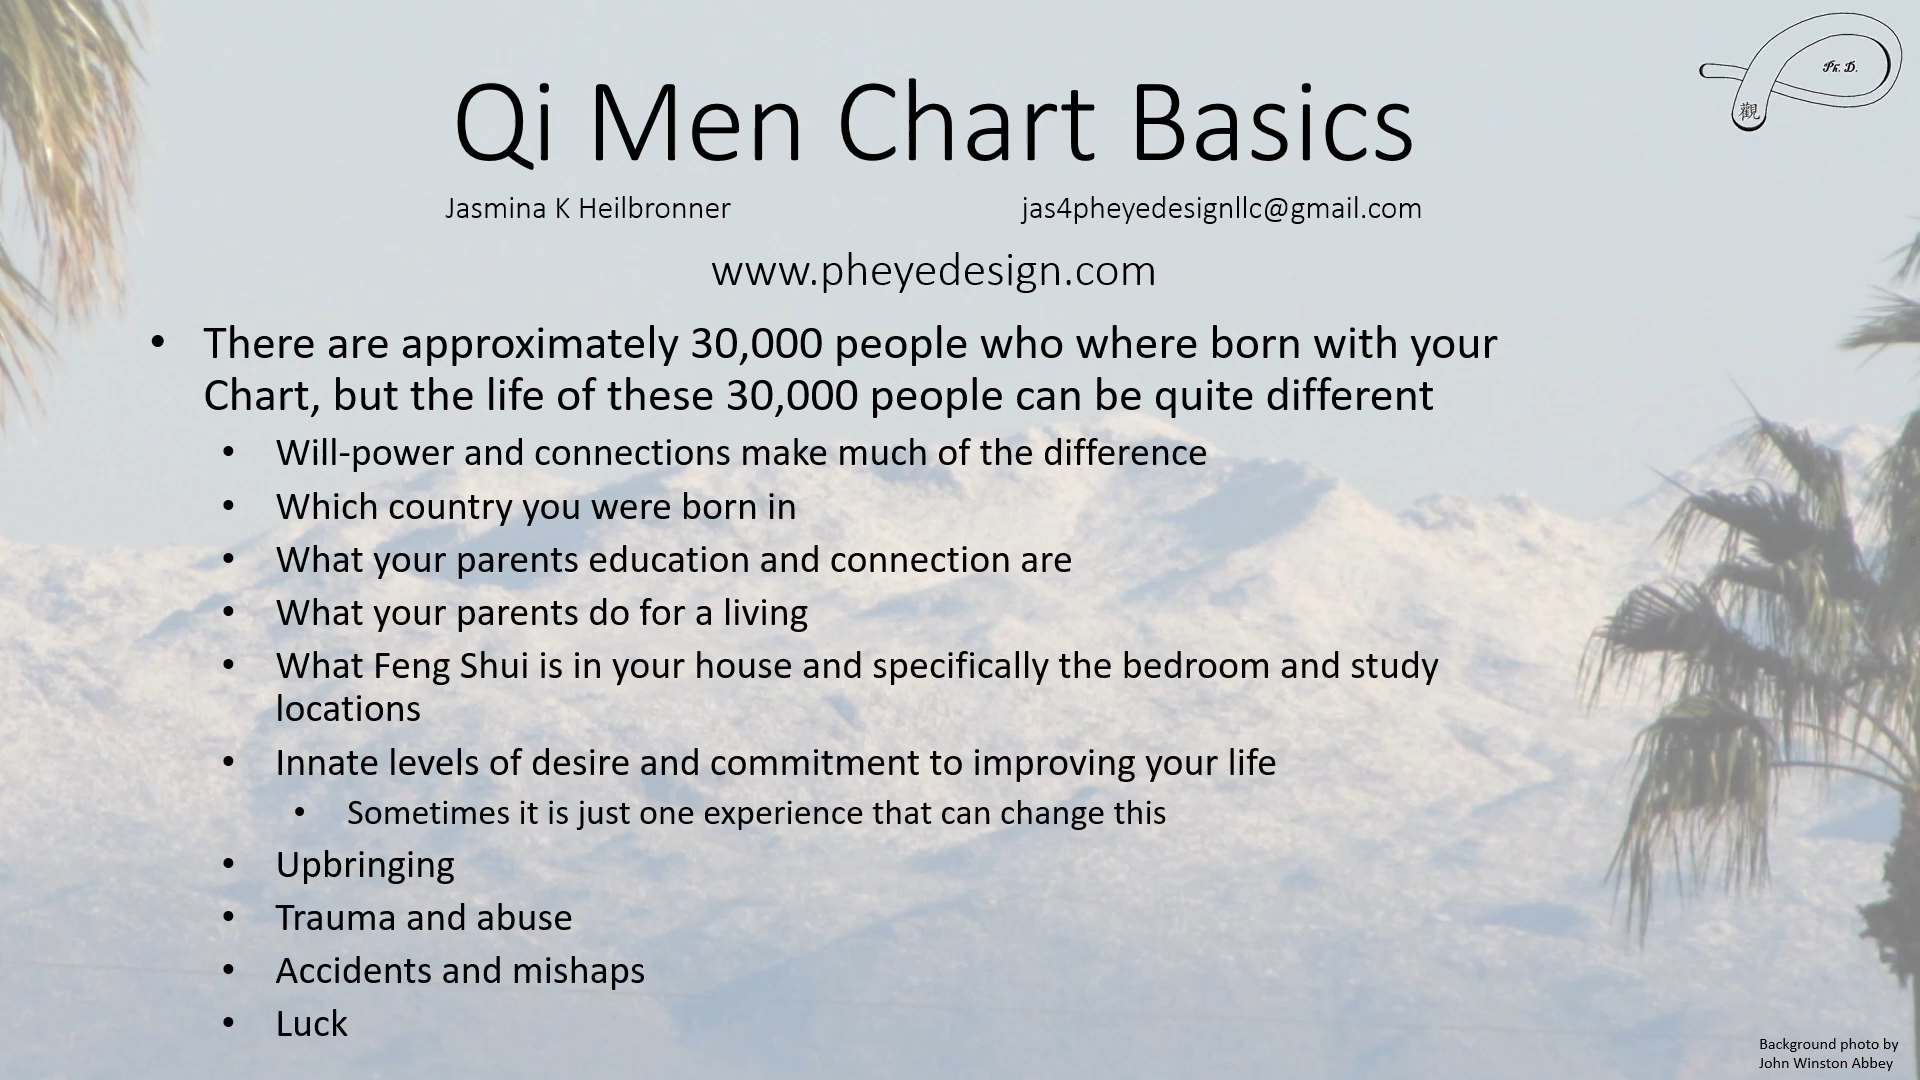 Ph. D.
觀
Qi Men Chart Basics
Jasmina K Heilbronner jas4pheyedesignllc@gmail.com
www.pheyedesign.com
• There are approximately 30,000 people who where born with your
Chart, but the life of these 30,000 people can be quite different
• Will-power and connections make much of the difference
• Which country you were born in
• What your parents education and connection are
• What your parents do for a living
• What Feng Shui is in your house and specifically the bedroom and study
locations
• Innate levels of desire and commitment to improving your life
• Sometimes it is just one experience that can change this
• Upbringing
• Trauma and abuse
• Accidents and mishaps
• Luck
Background photo by
John Winston Abbey